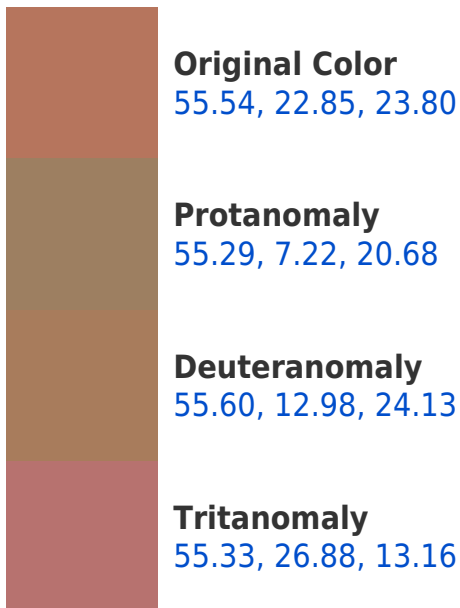 Original Color
55.54, 22.85, 23.80
Protanomaly
55.29, 7.22, 20.68
Deuteranomaly
55.60, 12.98, 24.13
Tritanomaly
55.33, 26.88, 13.16